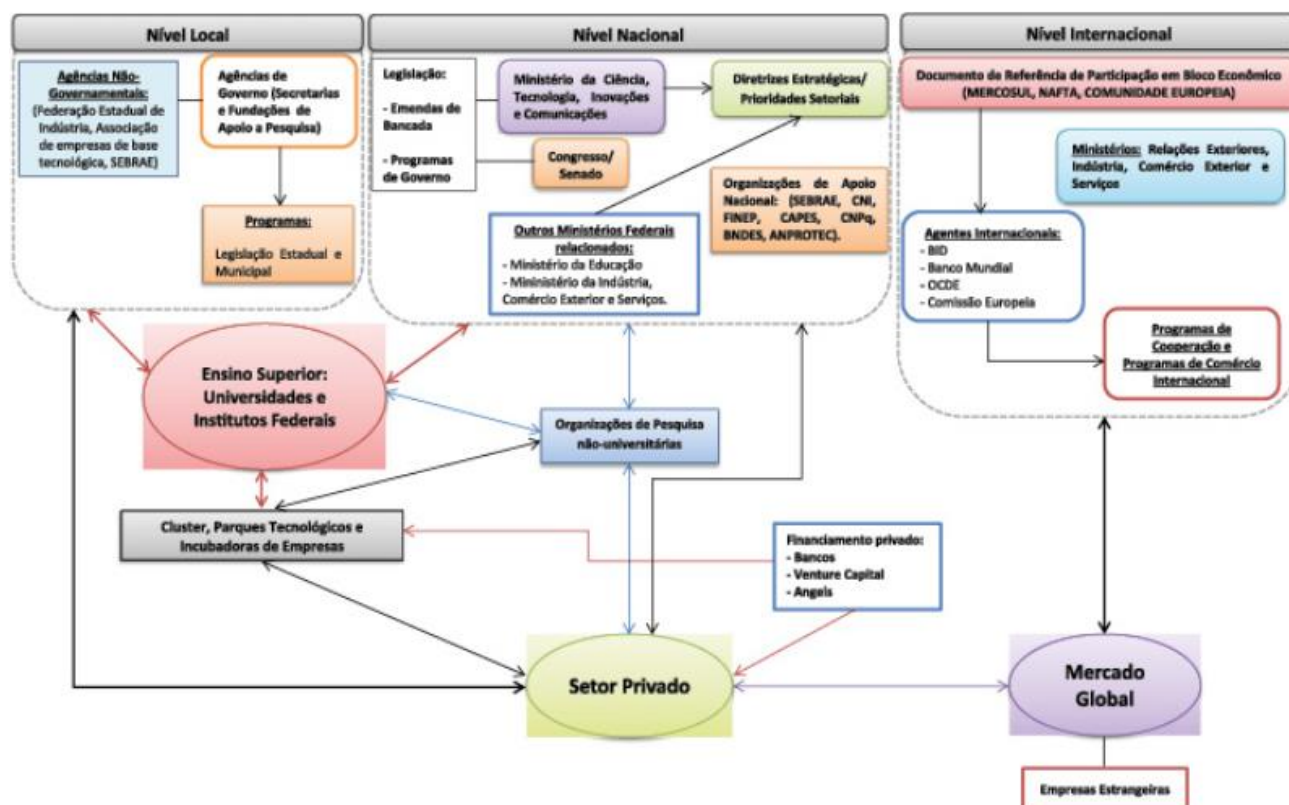 Nível Local
Agências Não-
Governamentais:
(Federação Estadual de
Indústria, Associação
de empresas de base
tecnológica, SEBRAE)
Agências de
Governo (Secretarias
e Fundações de
Apoio a Pesquisa)
Programas:
Legislação Estadual e
Municipal
Nível Nacional
Legislação:
- Emendas de
Bancada
- Programas
de Governo
Ministério da Ciência,
Tecnologia, Inovações
e Comunicações
Diretrizes Estratégicas/
Prioridades Setoriais
Congresso/
Senado
Organizações de Apoio
Nacional: (SEBRAE, CNI,
FINEP, CAPES, CNPq,
BNDES, ANPROTEC).
Outros Ministérios Federais
relacionados:
- Ministério da Educação
- Mininistério da Indústria,
Comércio Exterior e Serviços.
Nível Internacional
Documento de Referência de Participação em Bloco Econômico
(MERCOSUL, NAFTA, COMUNIDADE EUROPEIA)
Ministérios: Relações Exteriores,
Indústria, Comércio Exterior e
Serviços
Agentes Internacionais:
- BID
- Banco Mundial
- OCDE
- Comissão Europeia
Programas de
Cooperação e
Programas de Comércio
Internacional
Ensino Superior:
Universidades e
Institutos Federais
Organizações de Pesquisa
não-universitárias
Cluster, Parques Tecnológicos e
Incubadoras de Empresas
Financiamento privado:
- Bancos
- Venture Capital
- Angels
Setor Privado
Mercado
Global
Empresas Estrangeiras